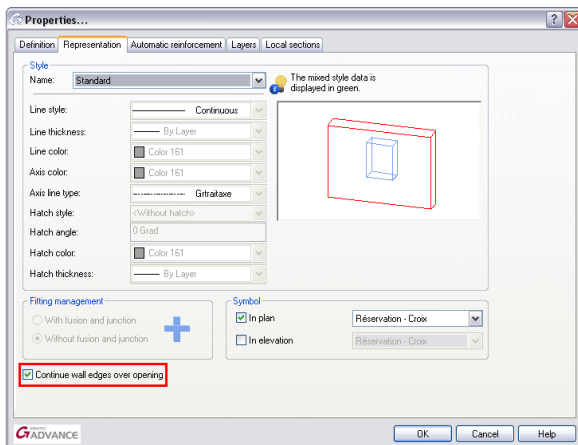 Properties...
Definition Representation Automatic reinforcement Layers Local sections
Style
Name: Standard
The mixed style data is
displayed in green.
Line style: Continuous
Line thickness: By Layer
Line color: Color 161
Axis color: Color 161
Axis line type: Gitraitaxe
Hatch style: <Without hatch>
Hatch angle: 0 Grad
Hatch color: Color 161
Hatch thickness: By Layer
Fitting management
With fusion and junction
Without fusion and junction
Symbol
In plan Réservation - Croix
In elevation Réservation - Croix
Continue wall edges over opening
GRAITEC
ADVANCE
OK Cancel Help